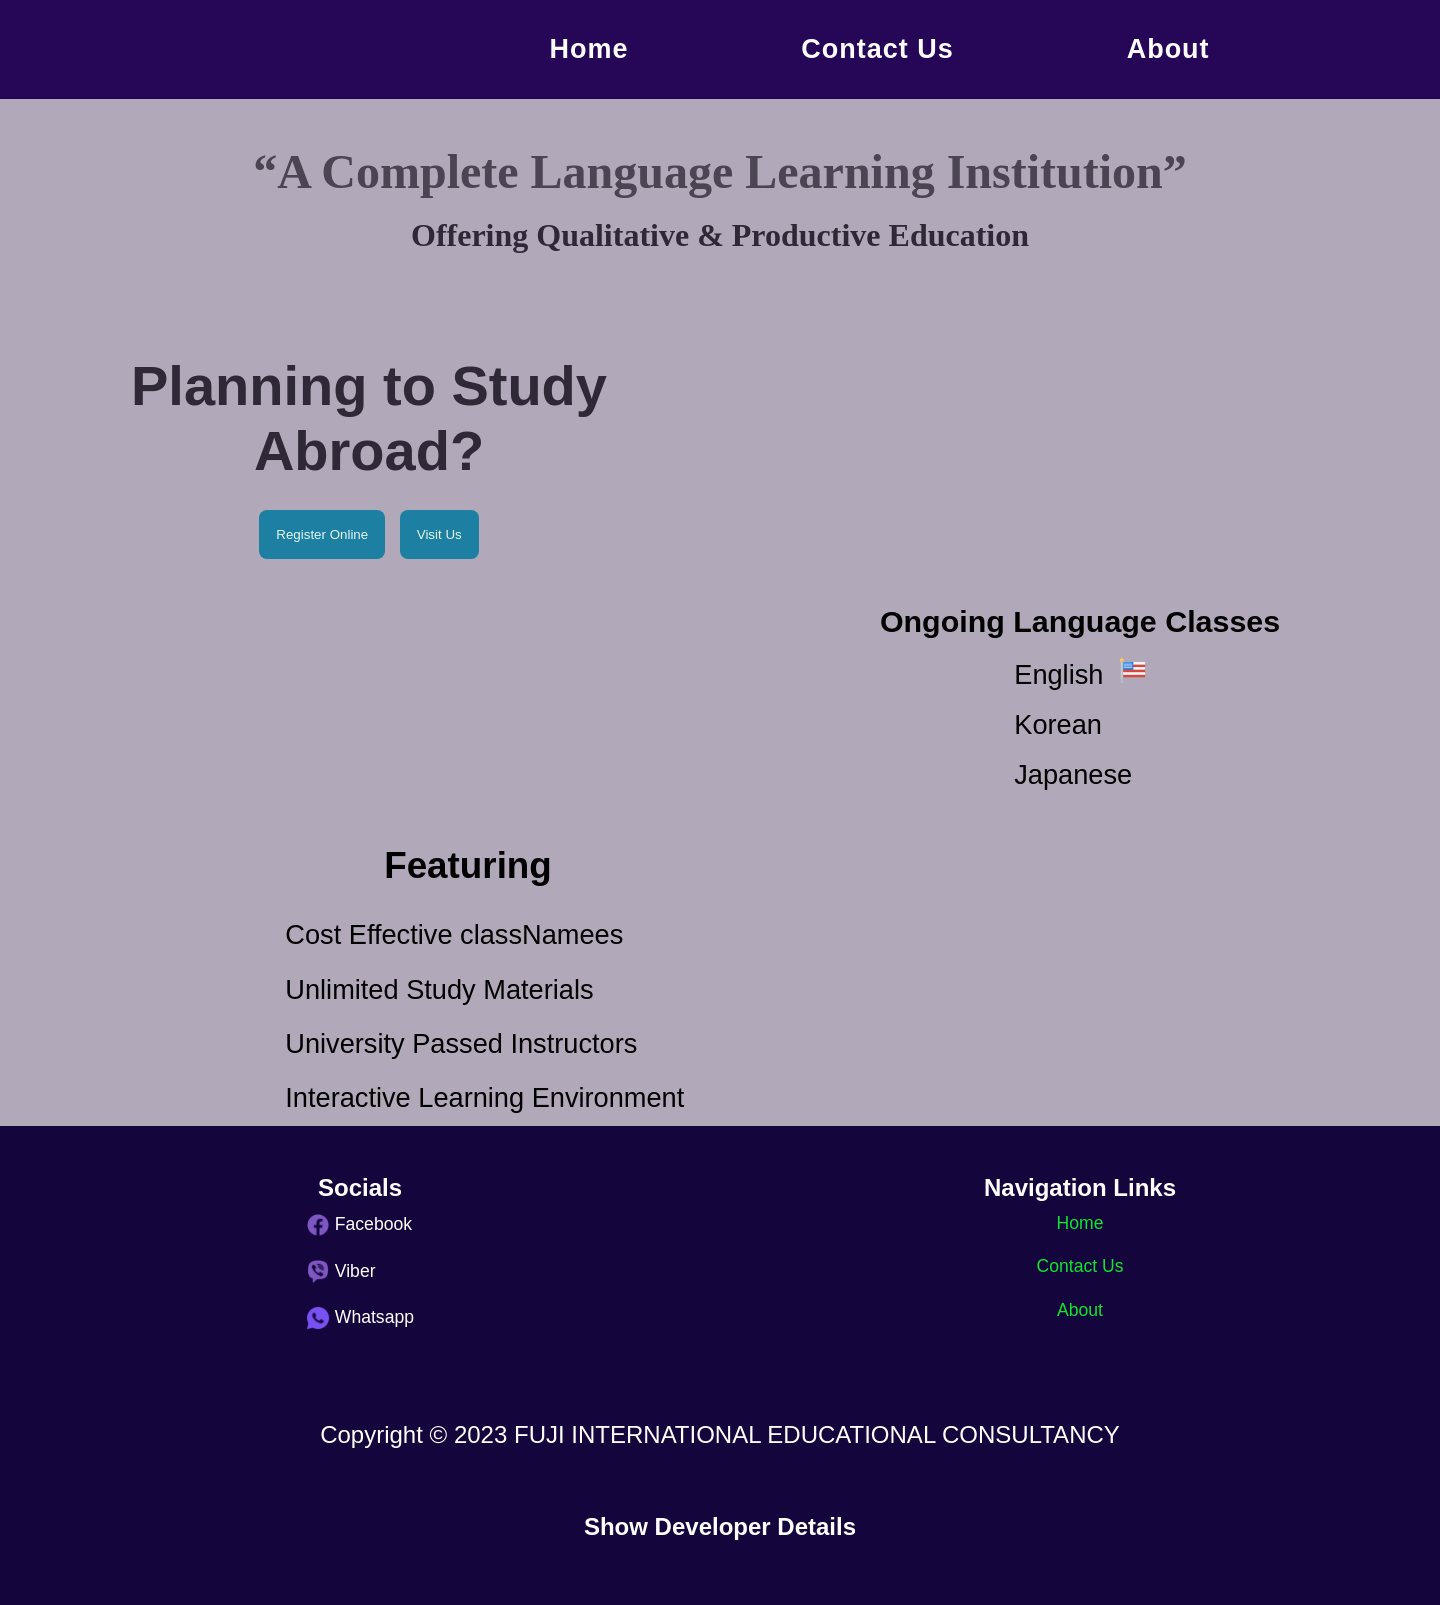 Home
Contact Us
About
“A Complete Language Learning Institution”
Offering Qualitative & Productive Education
Planning to Study
Abroad?
Register Online
Visit Us
Ongoing Language Classes
English
Korean
Japanese
Featuring
Cost Effective classNamees
Unlimited Study Materials
University Passed Instructors
Interactive Learning Environment
Socials
Facebook
Viber
Whatsapp
Navigation Links
Home
Contact Us
About
Copyright © 2023 FUJI INTERNATIONAL EDUCATIONAL CONSULTANCY
Show Developer Details